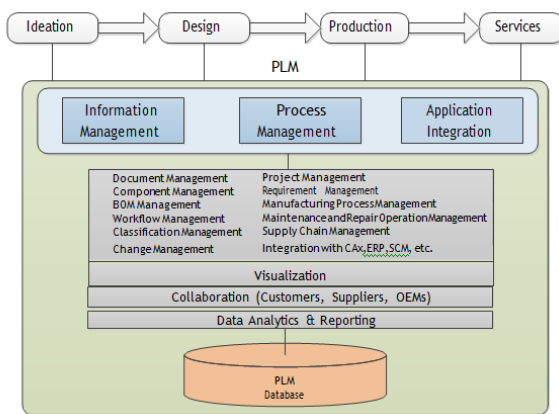 Ideation
Design
Production
Services
PLM
Information
Management
Process
Management
Application
Integration
Document Management
Project Management
Component Management
Requirement Management
BOM Management
Manufacturing Process Management
Workflow Management
Maintenance and Repair Operation Management
Classification Management
Supply Chain Management
Change Management
Integration with CAx, ERP, SCM, etc.
Visualization
Collaboration (Customers, Suppliers, OEMs)
Data Analytics & Reporting
PLM
Database